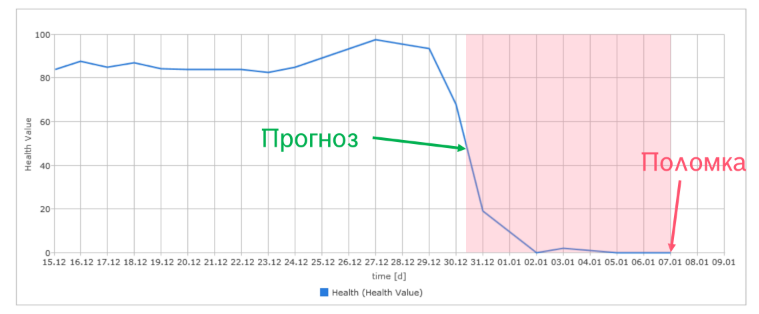 100
80
60
40
20
0
Health Value
Прогноз
Поломка
15.12 16.12 17.12 18.12 19.12 20.12 21.12 22.12 23.12 24.12 25.12 26.12 27.12 28.12 29.12 30.12 31.12 01.01 02.01 03.01 04.01 05.01 06.01 07.01 08.01 09.01
time [d]
Health (Health Value)